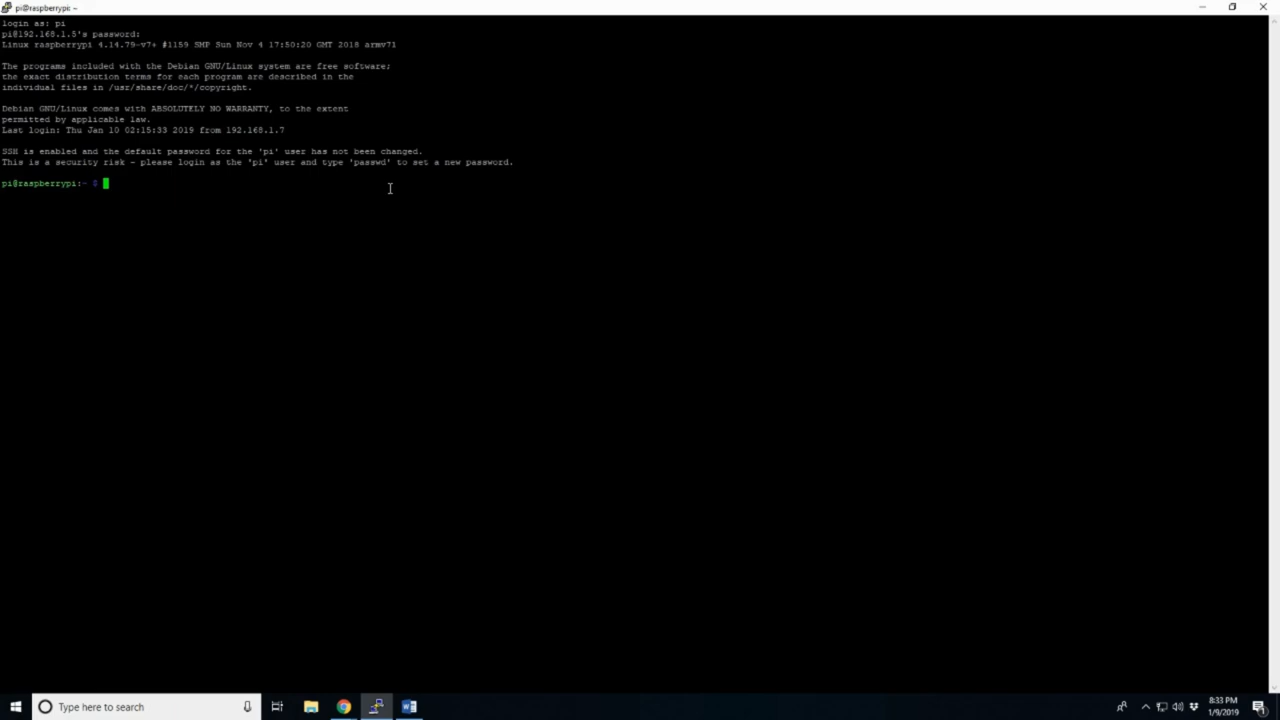 pi@raspberrypi: ~
login as: pi
pi@192.168.1.5's password:
Linux raspberrypi 4.14.79-v7+ #1159 SMP Sun Nov 4 17:50:20 GMT 2018 armv7l
The programs included with the Debian GNU/Linux system are free software;
the exact distribution terms for each program are described in the
individual files in /usr/share/doc/*/copyright.
Debian GNU/Linux comes with ABSOLUTELY NO WARRANTY, to the extent
permitted by applicable law.
Last login: Thu Jan 10 02:15:33 2019 from 192.168.1.7
SSH is enabled and the default password for the 'pi' user has not been changed.
This is a security risk - please login as the 'pi' user and type 'passwd' to set a new password.
pi@raspberrypi:~ $
Type here to search
8:33 PM
1/9/2019